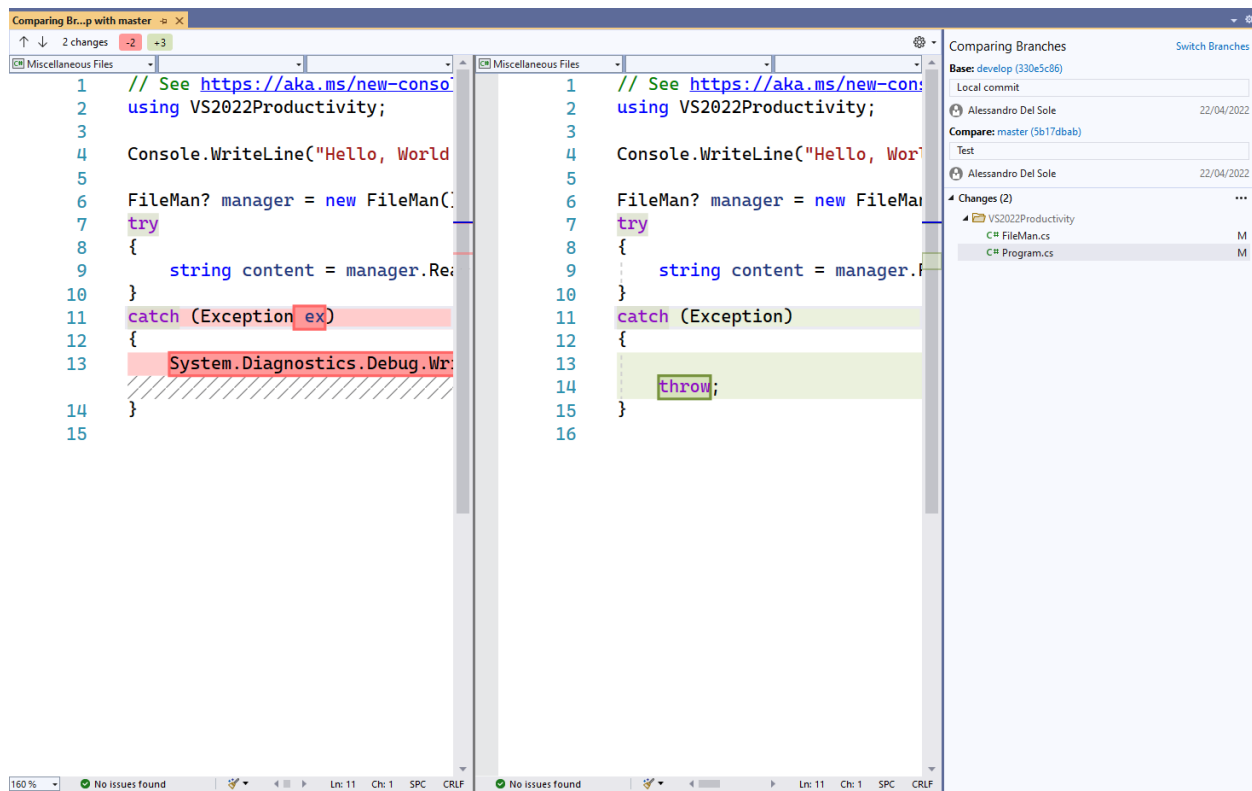 Comparing Br...p with master
2 changes -2 +3
C# Miscellaneous Files
1 // See https://aka.ms/new-consol
2 using VS2022Productivity;
3
4 Console.WriteLine("Hello, World
5
6 FileMan? manager = new FileMan()
7 try
8 {
9 string content = manager.Rea
10 }
11 catch (Exception ex)
12 {
13 System.Diagnostics.Debug.Wri
14 }
15
160 % No issues found Ln: 11 Ch: 1 SPC CRLF
C# Miscellaneous Files
1 // See https://aka.ms/new-cons
2 using VS2022Productivity;
3
4 Console.WriteLine("Hello, Worl
5
6 FileMan? manager = new FileMan
7 try
8 {
9 string content = manager.R
10 }
11 catch (Exception)
12 {
13
14 throw;
15 }
16
No issues found Ln: 11 Ch: 1 SPC CRLF
Comparing Branches Switch Branches
Base: develop (330e5c86)
Local commit
Alessandro Del Sole 22/04/2022
Compare: master (5b17dbab)
Test
Alessandro Del Sole 22/04/2022
Changes (2) ...
VS2022Productivity
C# FileMan.cs M
C# Program.cs M